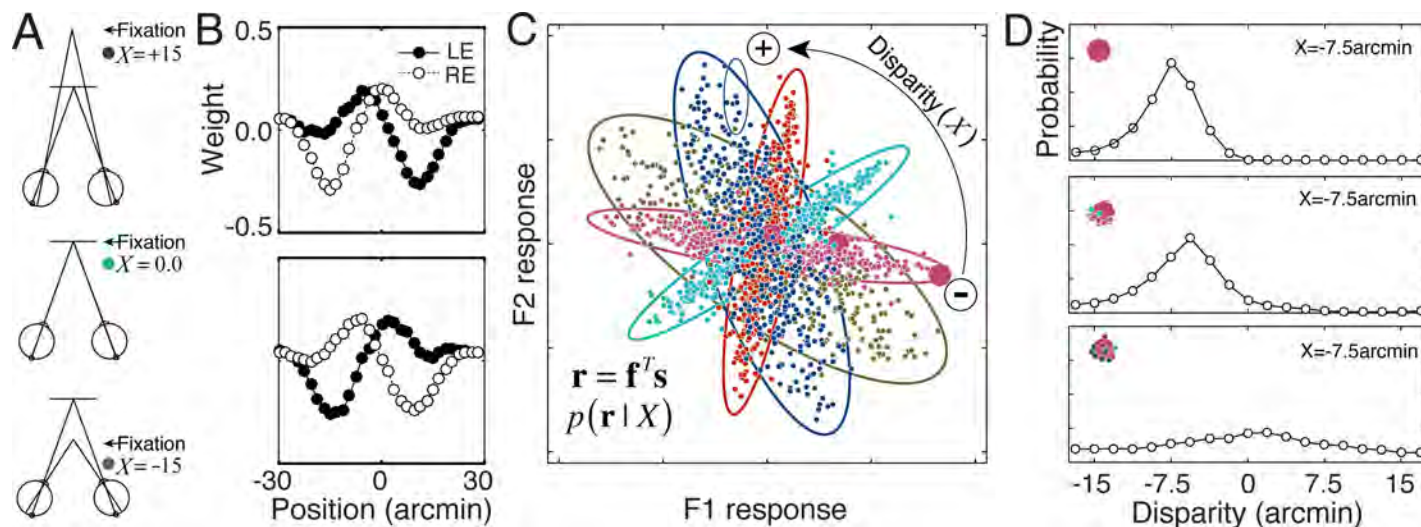 A
Fixation
X=+15
Fixation
X=0.0
Fixation
X=-15
B
0.5
0.0
-0.5
Weight
LE
RE
-30
0
30
Position (arcmin)
C
+
Disparity (X)
-
F2 response
r = f^T s
p(r | X)
F1 response
D
Probability
X=-7.5arcmin
X=-7.5arcmin
X=-7.5arcmin
-15 -7.5 0 7.5 15
Disparity (arcmin)